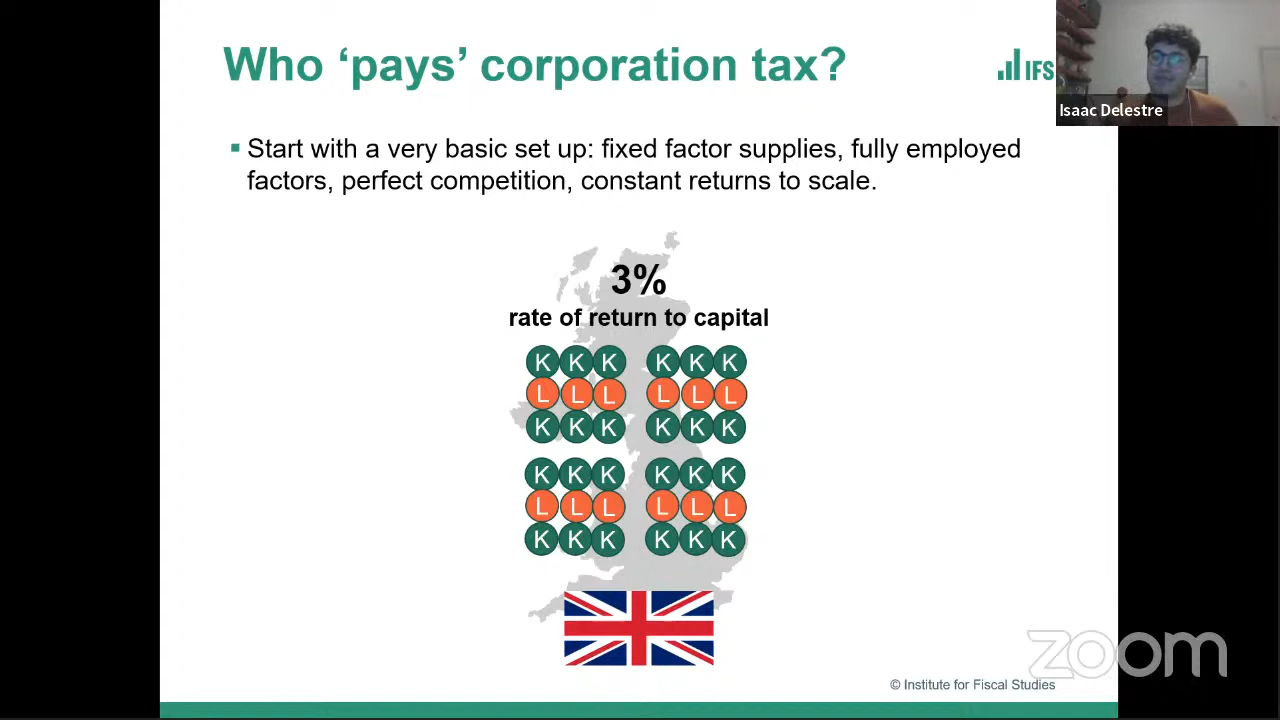 Who ‘pays’ corporation tax?
IFS
Isaac Delestre
Start with a very basic set up: fixed factor supplies, fully employed
factors, perfect competition, constant returns to scale.
3%
rate of return to capital
K K K K K K
L L L L L L
K K K K K K
K K K K K K
L L L L L L
K K K K K K
zoom
© Institute for Fiscal Studies